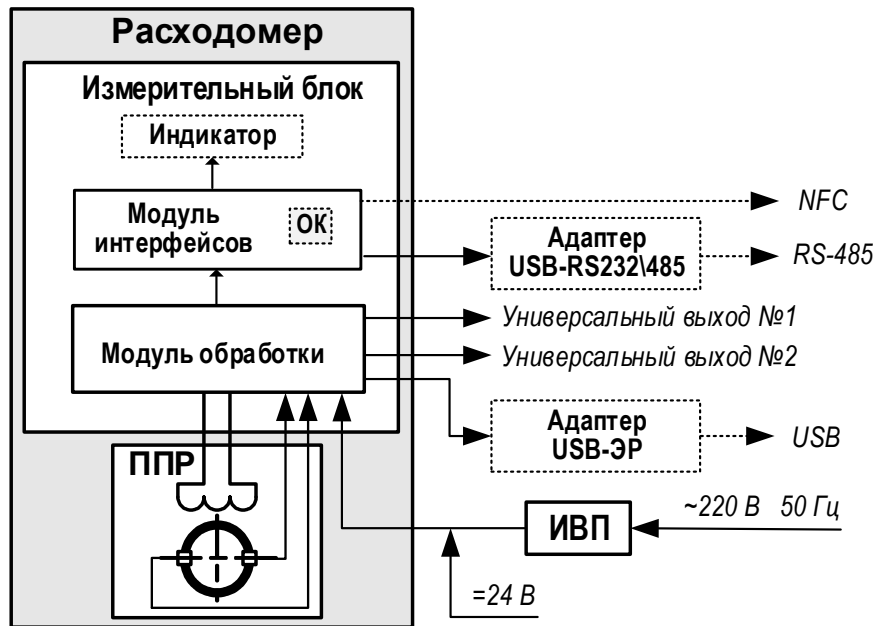 Расходомер
Измерительный блок
Индикатор
Модуль
интерфейсов
ОК
NFC
Адаптер
USB-RS232\485
RS-485
Универсальный выход №1
Модуль обработки
Универсальный выход №2
Адаптер
USB-ЭР
USB
ППР
ИВП
~220 В 50 Гц
=24 В